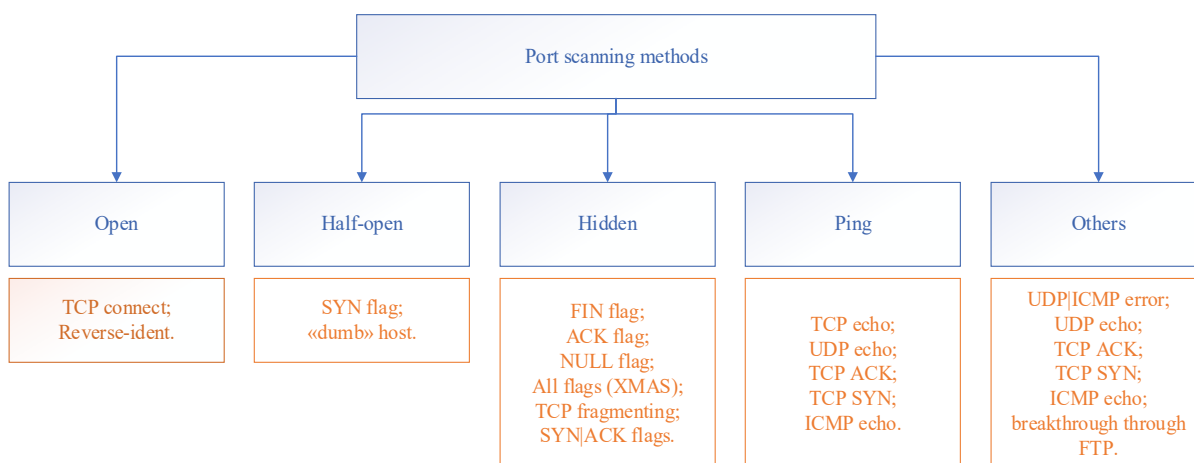 Port scanning methods
Open
Half-open
Hidden
Ping
Others
TCP connect;
Reverse-ident.
SYN flag;
«dumb» host.
FIN flag;
ACK flag;
NULL flag;
All flags (XMAS);
TCP fragmenting;
SYN|ACK flags.
TCP echo;
UDP echo;
TCP ACK;
TCP SYN;
ICMP echo.
UDP|ICMP error;
UDP echo;
TCP ACK;
TCP SYN;
ICMP echo;
breakthrough through
FTP.